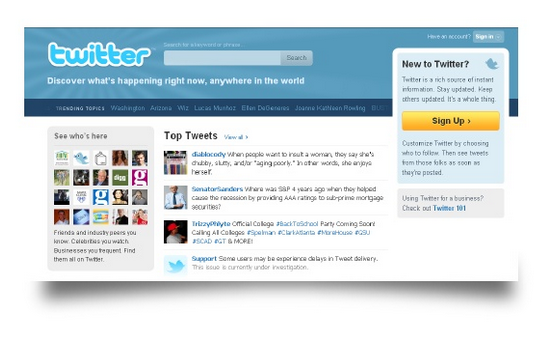 Have an account? Sign in
twitter
Search for a keyword or phrase...
Search
Discover what's happening right now, anywhere in the world
TRENDING TOPICS Washington Arizona Wiz Lucas Munhoz Ellen DeGeneres Joanne Kathleen Rowling
New to Twitter?
Twitter is a rich source of instant
information. Stay updated. Keep
others updated. It's a whole thing.
Sign Up ›
Customize Twitter by choosing
who to follow. Then see tweets
from those folks as soon as
they're posted.
Using Twitter for a business?
Check out Twitter 101
See who's here
Friends and industry peers you
know. Celebrities you watch.
Businesses you frequent. Find
them all on Twitter.
Top Tweets View all ›
diablocody When people want to insult a woman, they say she's
chubby, slutty, and/or "aging poorly." In other words, she enjoys
herself.
SenatorSanders Where was S&P 4 years ago when they helped
cause the recession by providing AAA ratings to sub-prime mortgage
securities?
TrizzyPhlyte Official College #BackToSchool Party Coming Soon!
Calling All Colleges #Spelman #ClarkAtlanta #MoreHouse #GSU
#SCAD #GT & MORE!
Support Some users may be experience delays in Tweet delivery.
This issue is currently under investigation.